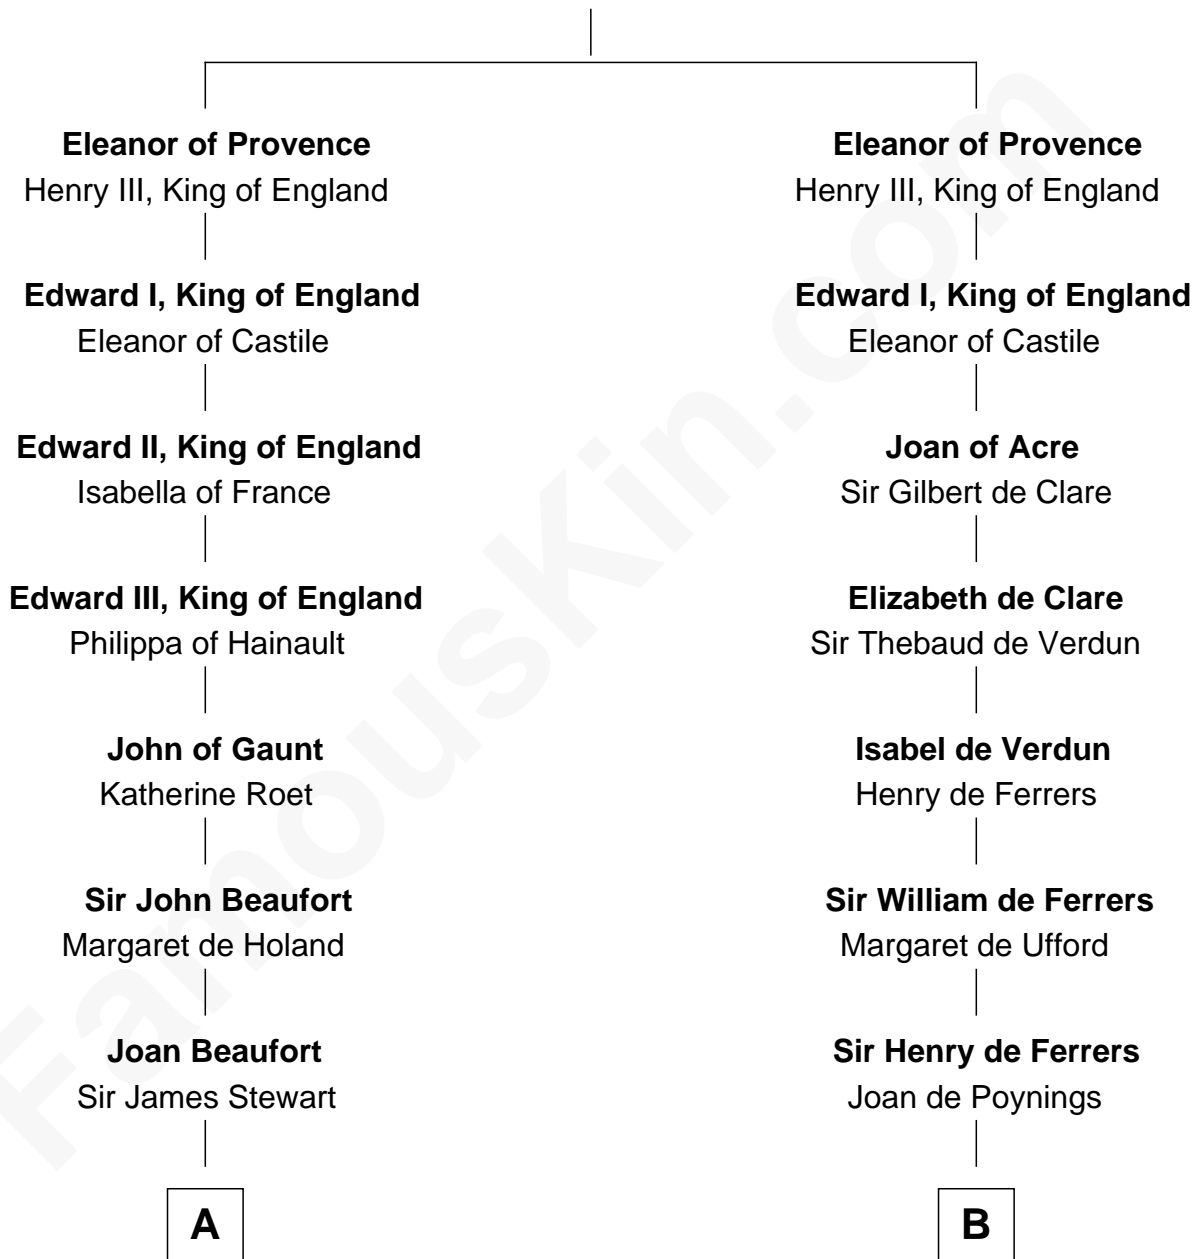 Eleanor of Provence
Henry III, King of England
Edward I, King of England
Eleanor of Castile
Edward II, King of England
Isabella of France
Edward III, King of England
Philippa of Hainault
John of Gaunt
Katherine Roet
Sir John Beaufort
Margaret de Holand
Joan Beaufort
Sir James Stewart
A
Eleanor of Provence
Henry III, King of England
Edward I, King of England
Eleanor of Castile
Joan of Acre
Sir Gilbert de Clare
Elizabeth de Clare
Sir Thebaud de Verdun
Isabel de Verdun
Henry de Ferrers
Sir William de Ferrers
Margaret de Ufford
Sir Henry de Ferrers
Joan de Poynings
B
FamousKin.com